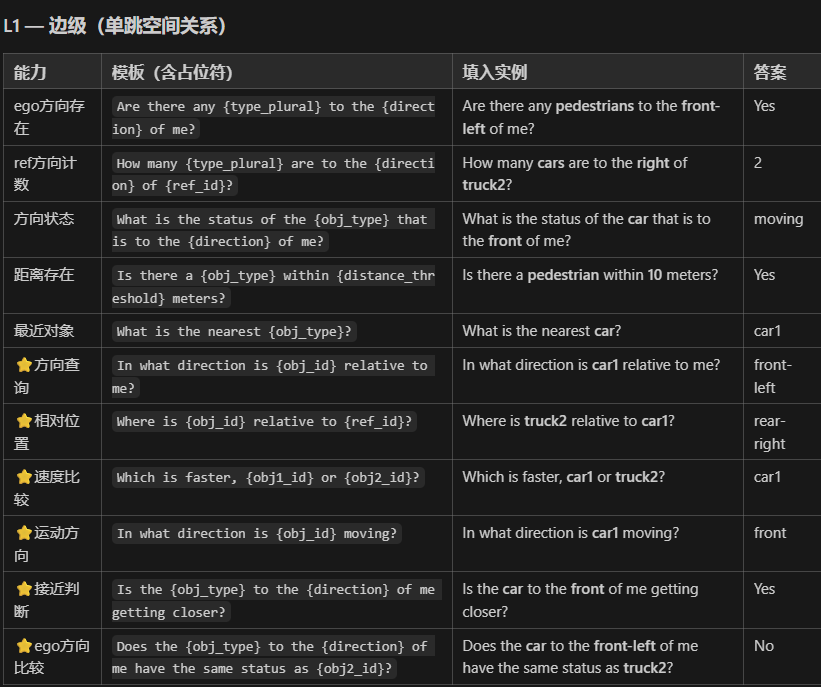 L1 — 边级（单跳空间关系）
能力 模板（含占位符) 填入实例 答案
ego方向存在 Are there any {type_plural} to the {direction} of me? Are there any pedestrians to the front-left of me? Yes
ref方向计数 How many {type_plural} are to the {direction} of {ref_id}? How many cars are to the right of truck2? 2
方向状态 What is the status of the {obj_type} that is to the {direction} of me? What is the status of the car that is to the front of me? moving
距离存在 Is there a {obj_type} within {distance_threshold} meters? Is there a pedestrian within 10 meters? Yes
最近对象 What is the nearest {obj_type}? What is the nearest car? car1
⭐方向查询 In what direction is {obj_id} relative to me? In what direction is car1 relative to me? front-left
⭐相对位置 Where is {obj_id} relative to {ref_id}? Where is truck2 relative to car1? rear-right
⭐速度比较 Which is faster, {obj1_id} or {obj2_id}? Which is faster, car1 or truck2? car1
⭐运动方向 In what direction is {obj_id} moving? In what direction is car1 moving? front
⭐接近判断 Is the {obj_type} to the {direction} of me getting closer? Is the car to the front of me getting closer? Yes
⭐ego方向比较 Does the {obj_type} to the {direction} of me have the same status as {obj2_id}? Does the car to the front-left of me have the same status as truck2? No